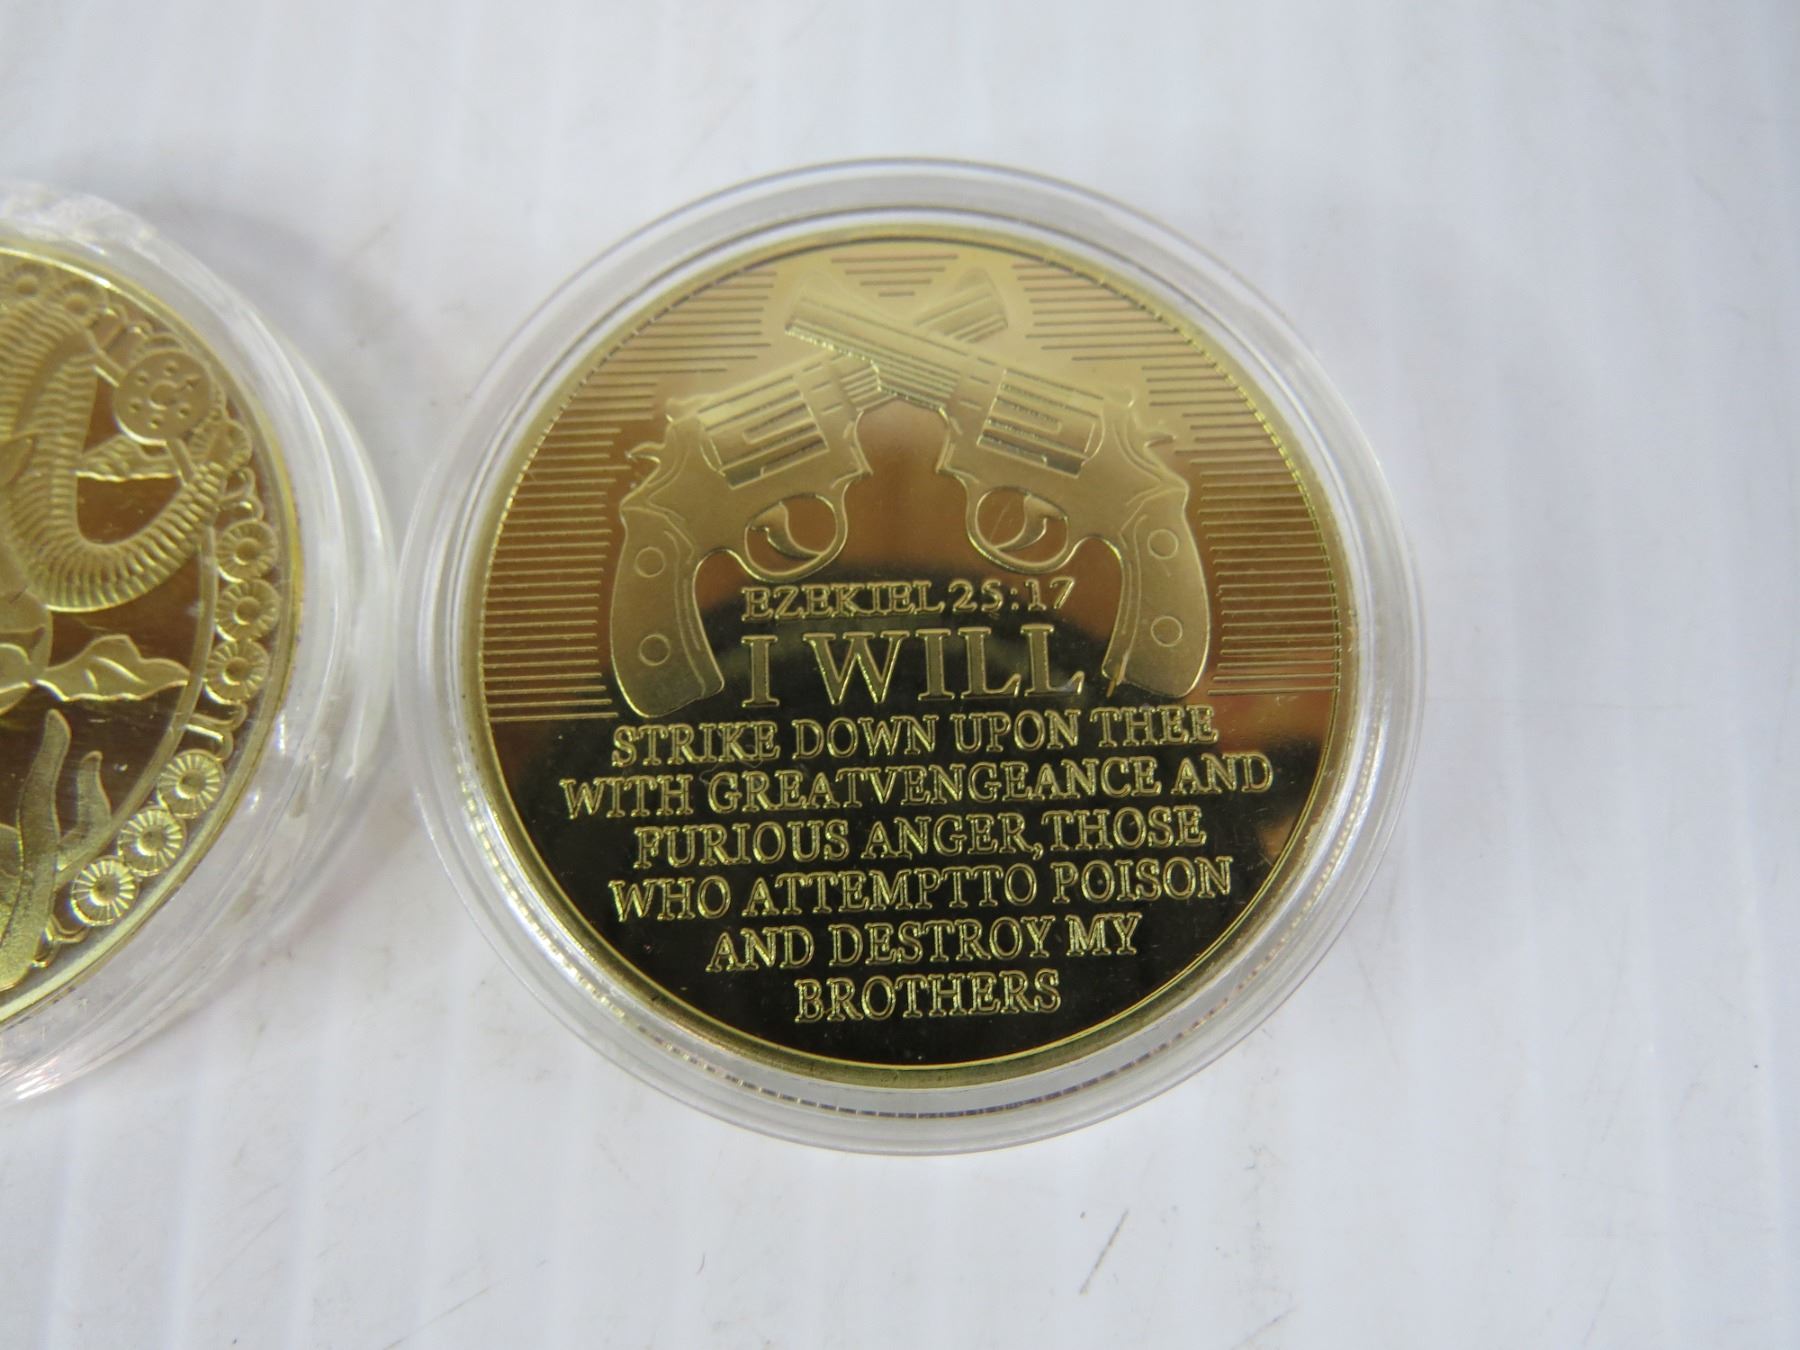 EZEKIEL 25:17
I WILL
STRIKE DOWN UPON THEE
WITH GREATVENGEANCE AND
FURIOUS ANGER, THOSE
WHO ATTEMPTTO POISON
AND DESTROY MY
BROTHERS